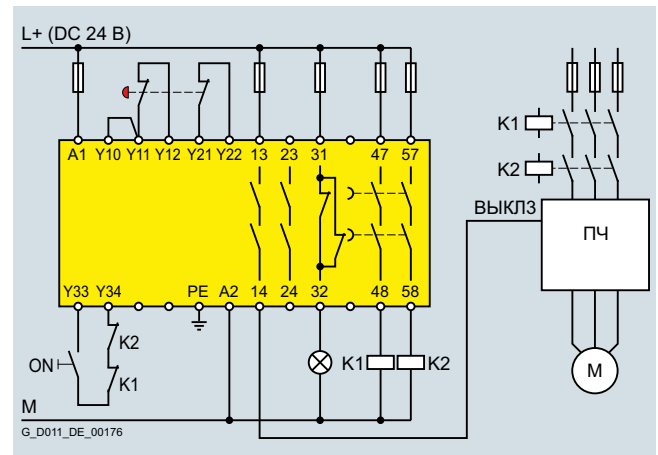 L+ (DC 24 В)
K1
K2
A1 Y10 Y11 Y12 Y21 Y22 13 23 31 47 57
ВЫКЛ3
ПЧ
Y33 Y34 PE A2 14 24 32 48 58
K2
ON
K1
K1 K2
M
M
G_D011_DE_00176